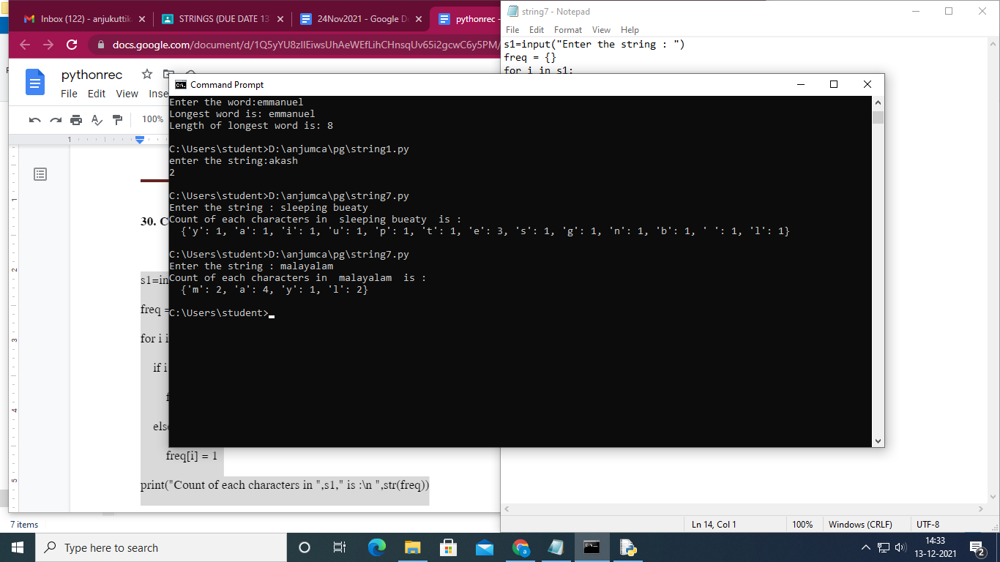 Inbox (122) - anjukuttik
STRINGS (DUE DATE 13
24Nov2021 - Google D
pythonrec -
docs.google.com/document/d/1Q5yYU8zIlEiwsUhAeWEfLihCHnsqUv65i2gcwC6y5PM/
pythonrec
File Edit View Inse
100%
1
1
2
3
4
5
30. C
s1=in
freq =
for i i
if i
f
else
freq[i] = 1
print("Count of each characters in ",s1," is :\n ",str(freq))
7 items
string7 - Notepad
File Edit Format View Help
s1=input("Enter the string : ")
freq = {}
for i in s1:
Ln 14, Col 1 100% Windows (CRLF) UTF-8
Command Prompt
Enter the word:emmanuel
Longest word is: emmanuel
Length of longest word is: 8
C:\Users\student>D:\anjumca\pg\string1.py
enter the string:akash
2
C:\Users\student>D:\anjumca\pg\string7.py
Enter the string : sleeping bueaty
Count of each characters in  sleeping bueaty  is :
  {'y': 1, 'a': 1, 'i': 1, 'u': 1, 'p': 1, 't': 1, 'e': 3, 's': 1, 'g': 1, 'n': 1, 'b': 1, ' ': 1, 'l': 1}
C:\Users\student>D:\anjumca\pg\string7.py
Enter the string : malayalam
Count of each characters in  malayalam  is :
  {'m': 2, 'a': 4, 'y': 1, 'l': 2}
C:\Users\student>
Type here to search
14:33
13-12-2021
2